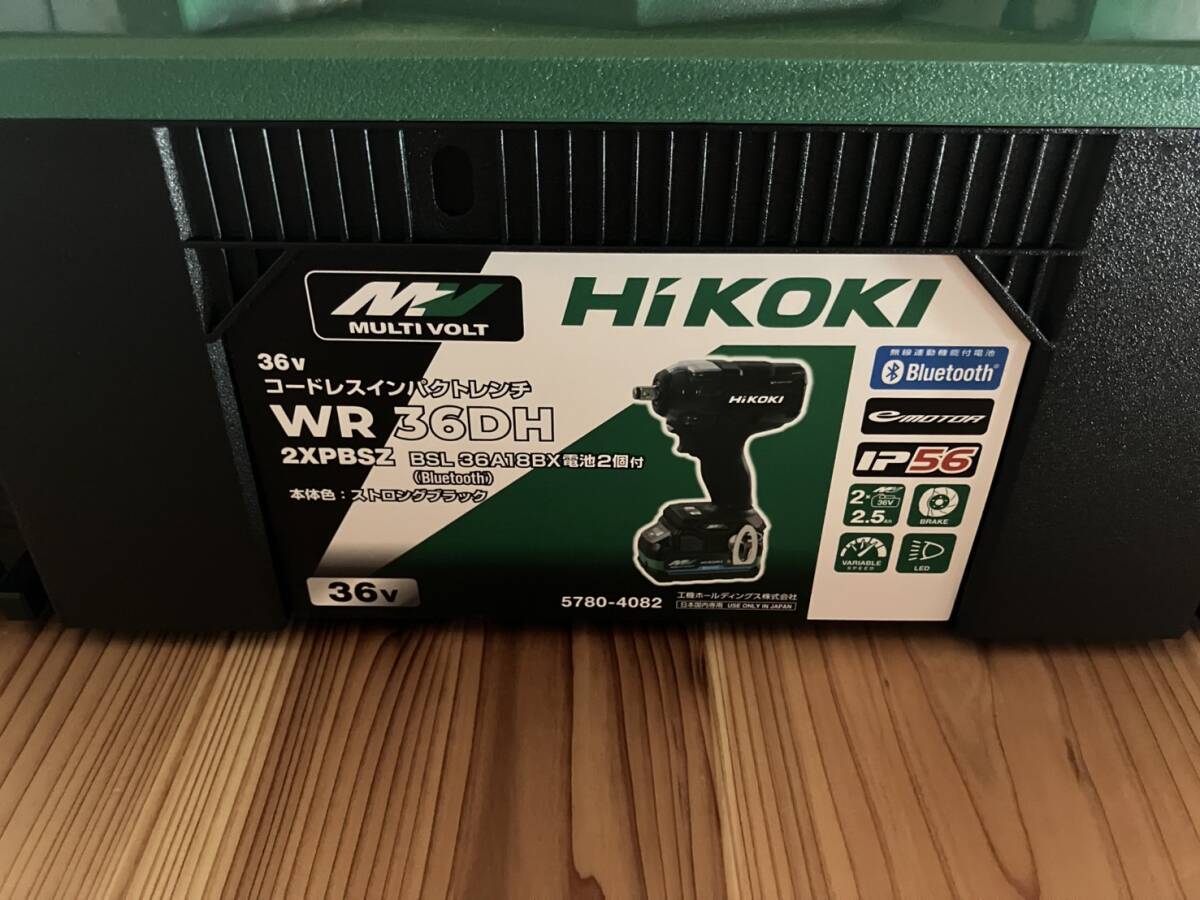 MULTI VOLT
HiKOKI
36v
コードレスインパクトレンチ
WR 36DH
2XPBSZ BSL 36A18BX電池2個付
(Bluetooth)
本体色：ストロングブラック
36v
HiKOKI
5780-4082
工機ホールディングス株式会社
日本国内専用 USE ONLY IN JAPAN
無線連動機能付電池
Bluetooth®
e MOTOR
IP56
2× 36V
2.5Ah
BRAKE
VARIABLE
SPEED
LED